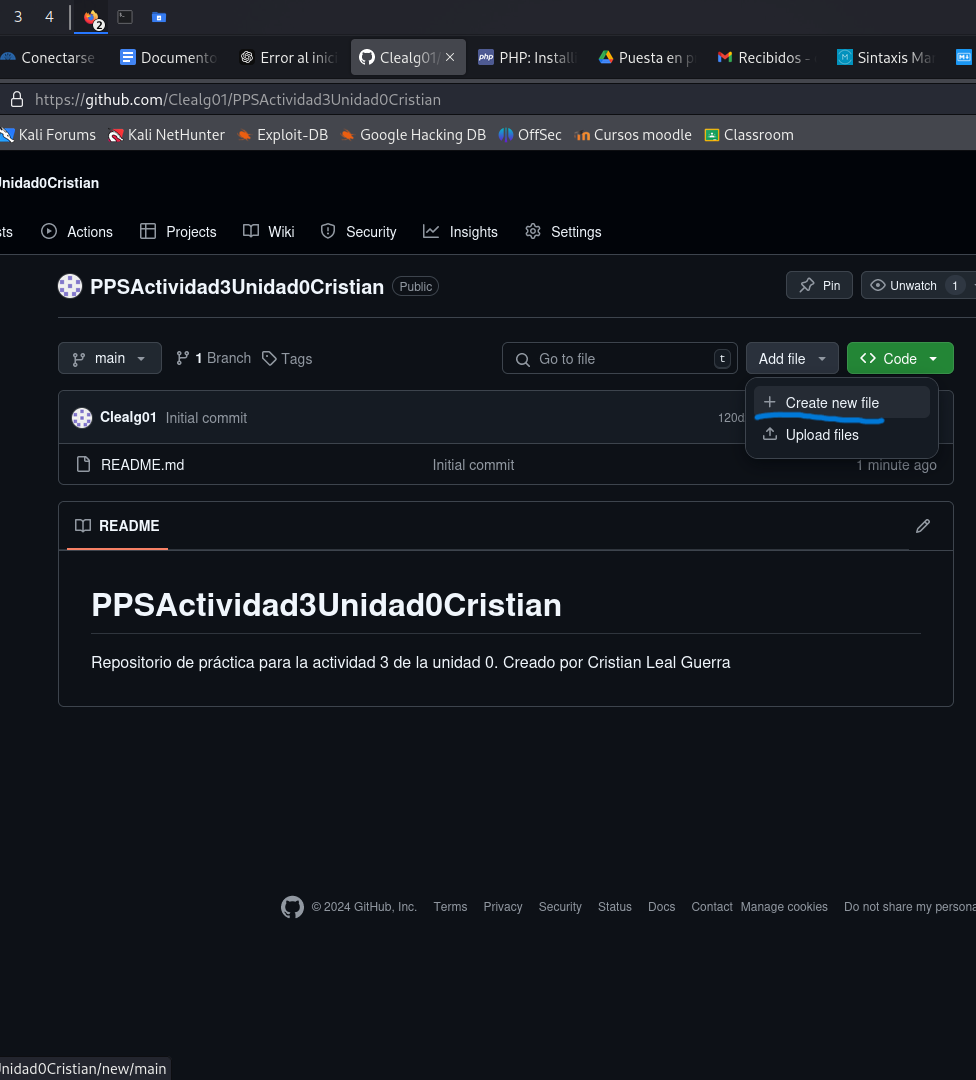 3 4 2
Conectarse Documento Error al inic Clealg01/ PHP: Install Puesta en p Recibidos - Sintaxis Mar
https://github.com/Clealg01/PPSActividad3Unidad0Cristian
Kali Forums Kali NetHunter Exploit-DB Google Hacking DB OffSec Cursos moodle Classroom
Unidad0Cristian
sts Actions Projects Wiki Security Insights Settings
PPSActividad3Unidad0Cristian Public Pin Unwatch 1
main 1 Branch Tags Go to file t Add file Code
Clealg01 Initial commit 120d
Create new file
Upload files
README.md Initial commit 1 minute ago
README
PPSActividad3Unidad0Cristian
Repositorio de práctica para la actividad 3 de la unidad 0. Creado por Cristian Leal Guerra
© 2024 GitHub, Inc. Terms Privacy Security Status Docs Contact Manage cookies Do not share my persona
Unidad0Cristian/new/main